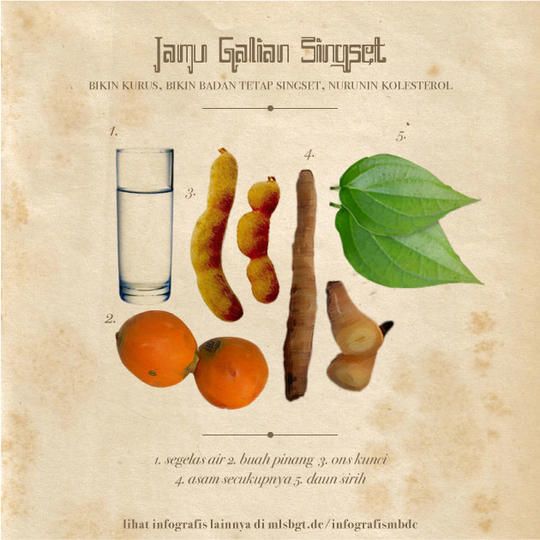 Jamu Galian Singset
BIKIN KURUS, BIKIN BADAN TETAP SINGSET, NURUNIN KOLESTEROL
1.
5.
4.
3.
2.
1. segelas air 2. buah pinang 3. ons kunci
4. asam secukupnya 5. daun sirih
lihat infografis lainnya di mlsbgt.de/infografismbdc